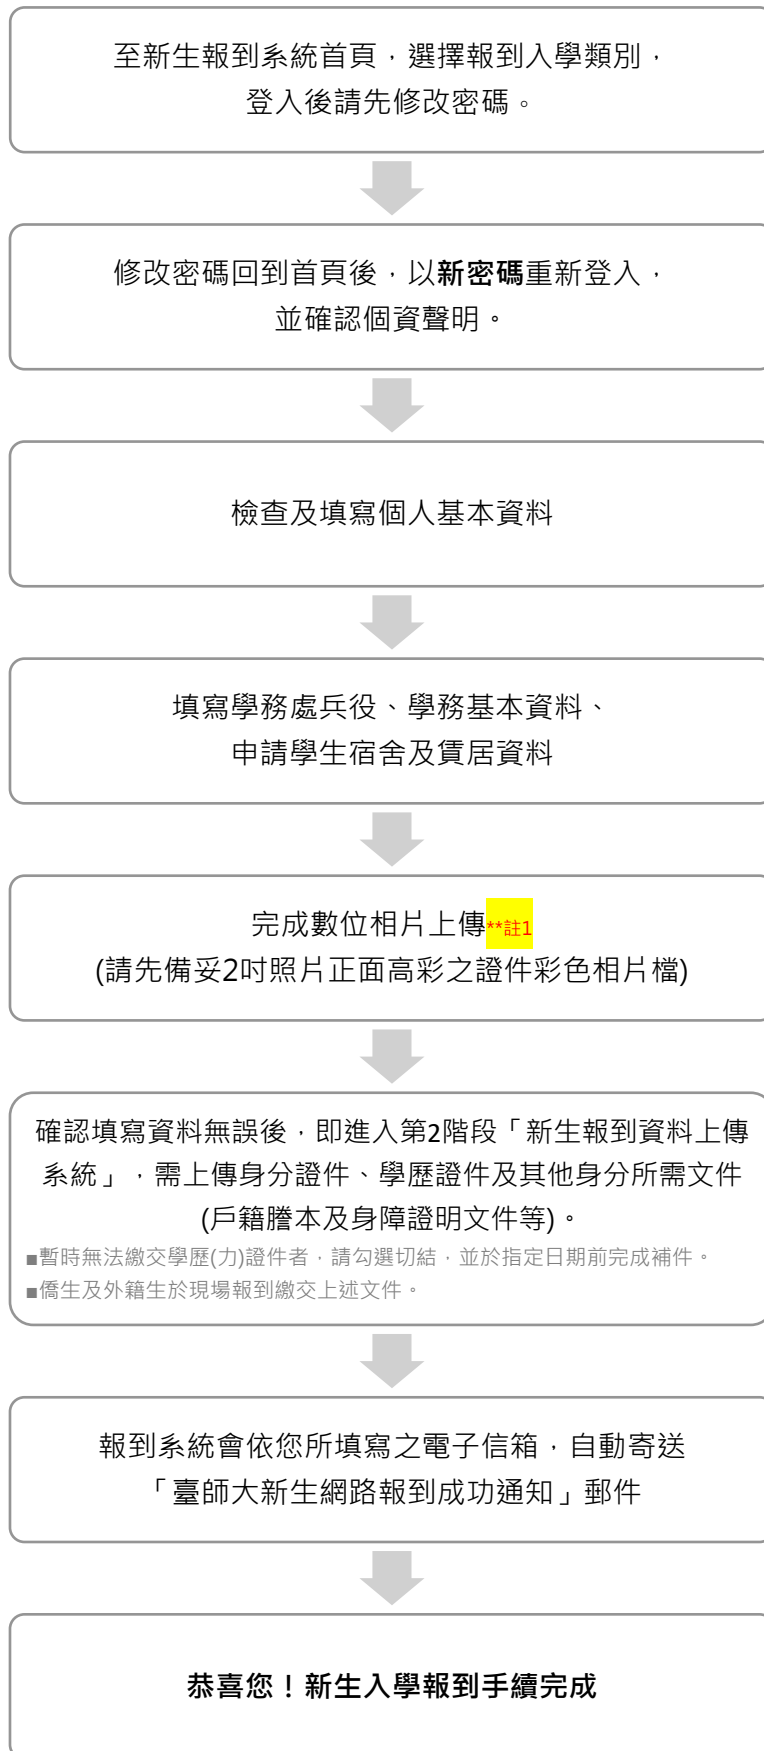 至新生報到系統首頁，選擇報到入學類別，
登入後請先修改密碼。
修改密碼回到首頁後，以新密碼重新登入，
並確認個資聲明。
檢查及填寫個人基本資料
填寫學務處兵役、學務基本資料、
申請學生宿舍及賃居資料
完成數位相片上傳**註1
(請先備妥2吋照片正面高彩之證件彩色相片檔)
確認填寫資料無誤後，即進入第2階段「新生報到資料上傳
系統」，需上傳身分證件、學歷證件及其他身分所需文件
(戶籍謄本及身障證明文件等)。
■暫時無法繳交學歷(力)證件者，請勾選切結，並於指定日期前完成補件。
■僑生及外籍生於現場報到繳交上述文件。
報到系統會依您所填寫之電子信箱，自動寄送
「臺師大新生網路報到成功通知」郵件
恭喜您！新生入學報到手續完成